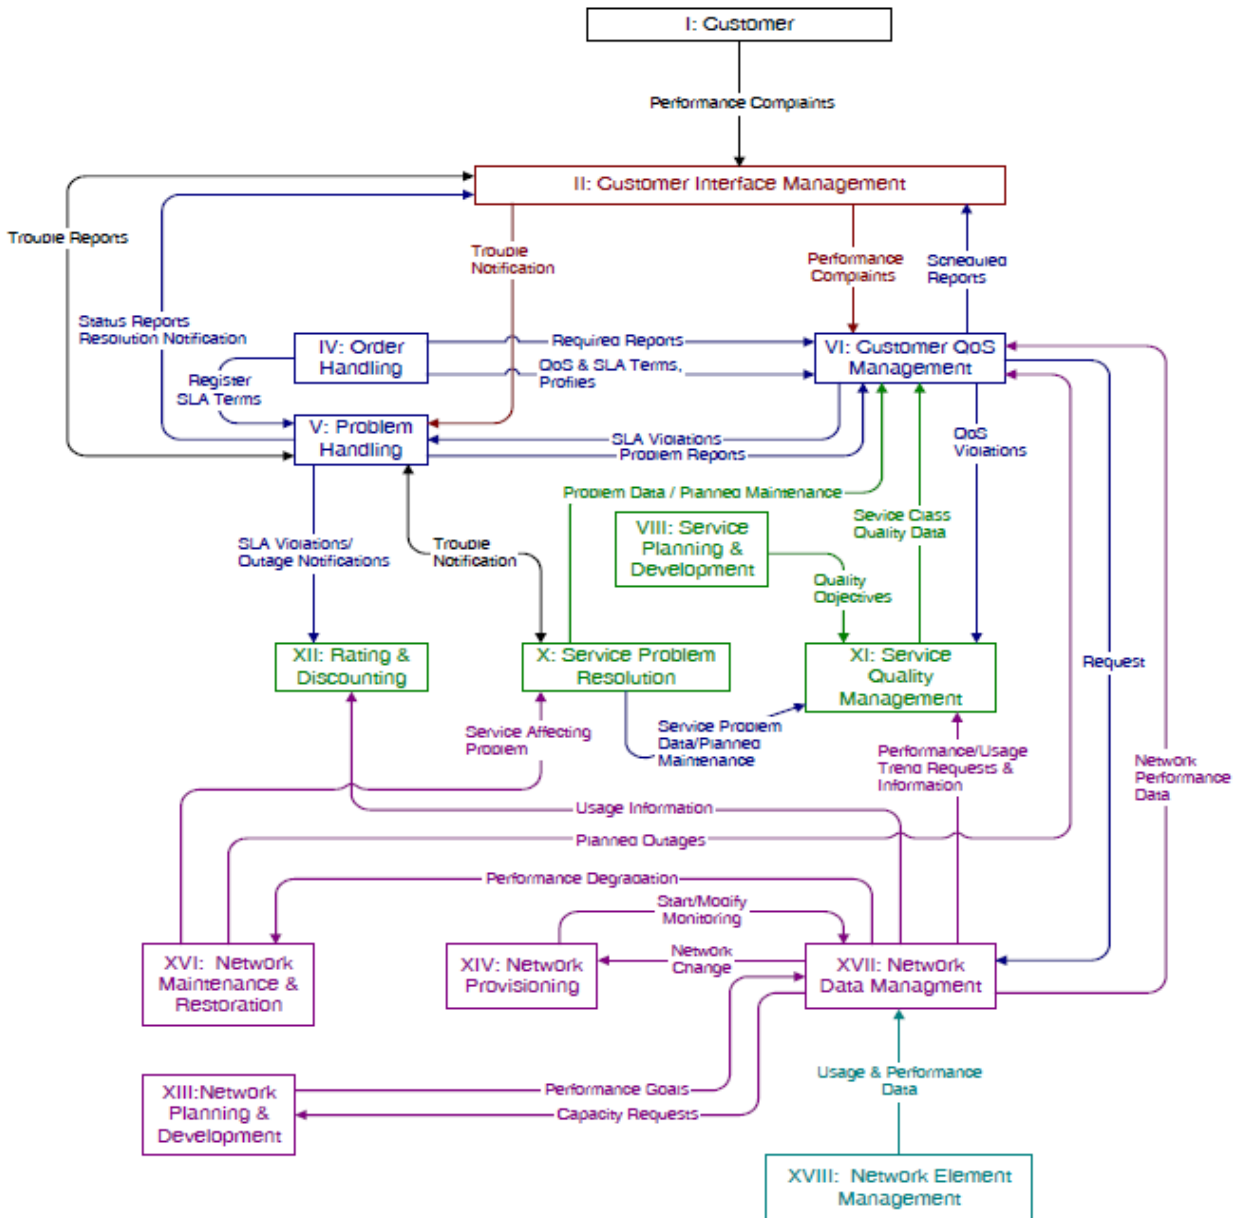 I: Customer
Performance Complaints
II: Customer Interface Management
Trouble Reports
Trouble
Notification
Performance
Complaints
Scheduled
Reports
Status Reports
Resolution Notification
IV: Order
Handling
Required Reports
QoS & SLA Terms,
Profiles
VI: Customer QoS
Management
Register
SLA Terms
V: Problem
Handling
SLA Violations
Problem Reports
QoS
Violations
Problem Data / Planned Maintenance
VIII: Service
Planning &
Development
Sevice Class
Quality Data
SLA Violations/
Outage Notifications
Trouble
Notification
Quality
Objectives
XII: Rating &
Discounting
X: Service Problem
Resolution
XI: Service
Quality
Management
Request
Service Affecting
Problem
Service Problem
Data/Planned
Maintenance
Performance/Usage
Trend Requests &
Information
Network
Performance
Data
Usage Information
Planned Outages
Performance Degradation
Start/Modify
Monitoring
XVI: Network
Maintenance &
Restoration
XIV: Network
Provisioning
Network
Change
XVII: Network
Data Managment
XIII:Network
Planning &
Development
Performance Goals
Capacity Requests
Usage & Performance
Data
XVIII: Network Element
Management